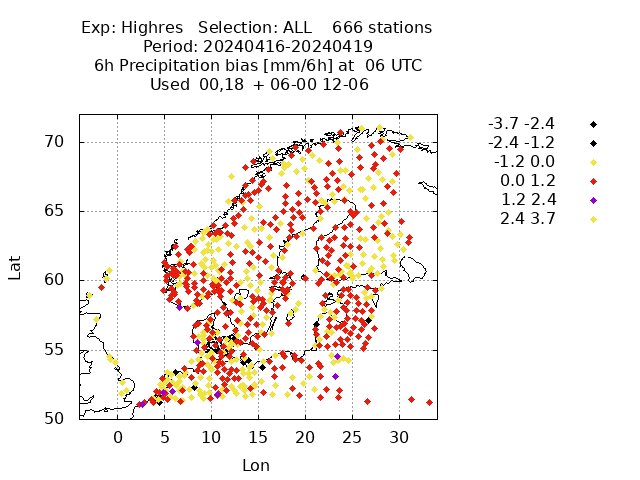 Exp: Highres Selection: ALL 666 stations
Period: 20240416-20240419
6h Precipitation bias [mm/6h] at 06 UTC
Used 00,18 + 06-00 12-06
-3.7 -2.4
-2.4 -1.2
-1.2 0.0
0.0 1.2
1.2 2.4
2.4 3.7
70
65
60
55
50
Lat
0 5 10 15 20 25 30
Lon